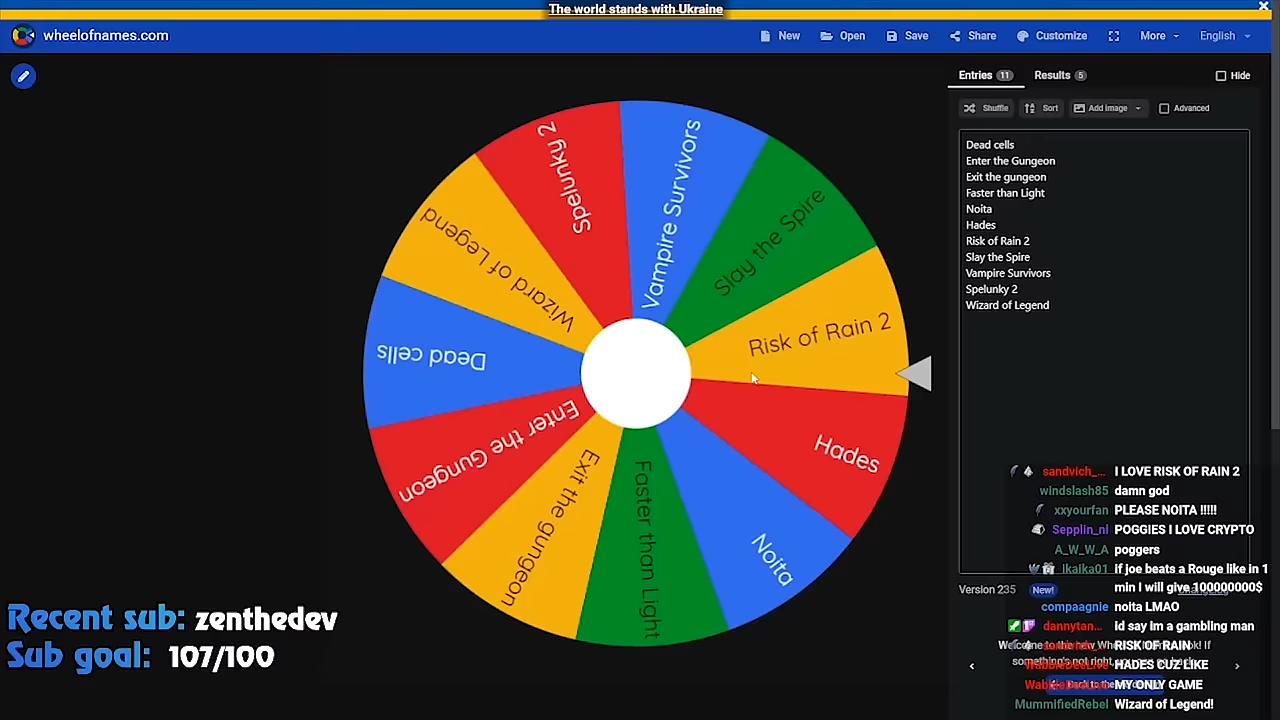 The world stands with Ukraine
wheelofnames.com
New
Open
Save
Share
Customize
More
English
Entries 11
Results 5
Hide
Shuffle
Sort
Add image
Advanced
Dead cells
Enter the Gungeon
Exit the gungeon
Faster than Light
Noita
Hades
Risk of Rain 2
Slay the Spire
Vampire Survivors
Spelunky 2
Wizard of Legend
Spelunky 2
Vampire Survivors
Slay the Spire
Risk of Rain 2
Hades
Noita
Faster than Light
Exit the gungeon
Enter the Gungeon
Dead cells
Wizard of Legend
sandvich_... I LOVE RISK OF RAIN 2
windslash85 damn god
xxyourfan PLEASE NOITA !!!!!
Sepplin_nl POGGIES I LOVE CRYPTO
A_W_W_A poggers
lkaika01 If joe beats a Rouge like in 1
min I will give 100000000$
Version 235 New!
compaagnie noita LMAO
dannytan... id say Im a gambling man
RISK OF RAIN
HADES CUZ LIKE
MY ONLY GAME
MummifiedRebel Wizard of Legend!
Recent sub: zenthedev
Sub goal: 107/100